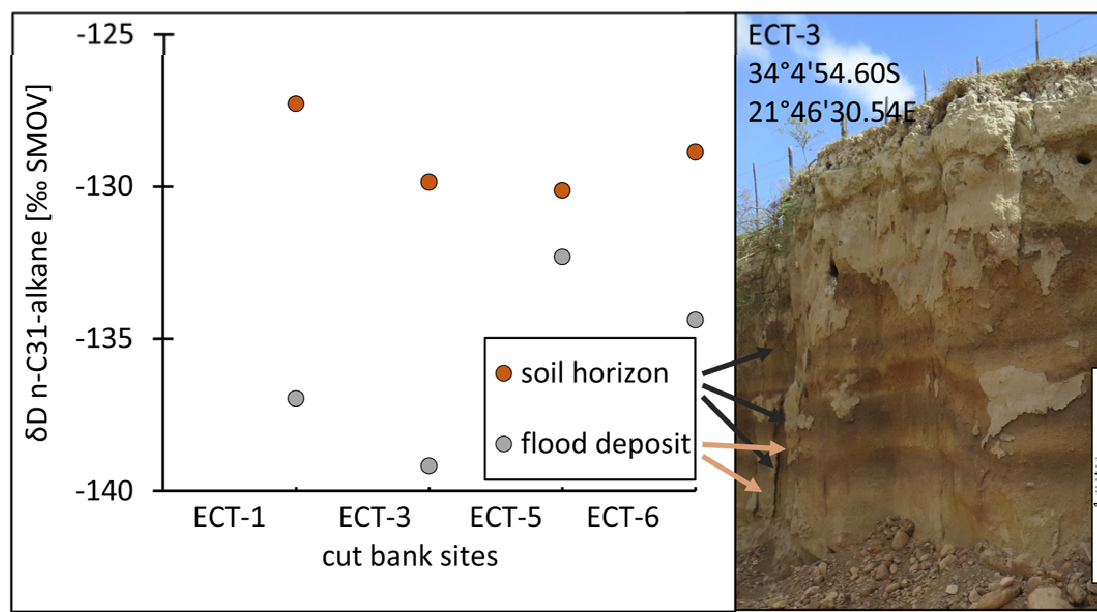 -125
-130
-135
-140
δD n-C31-alkane [‰ SMOV]
ECT-1
ECT-3
ECT-5
ECT-6
cut bank sites
soil horizon
flood deposit
ECT-3
34°4'54.60S
21°46'30.54E